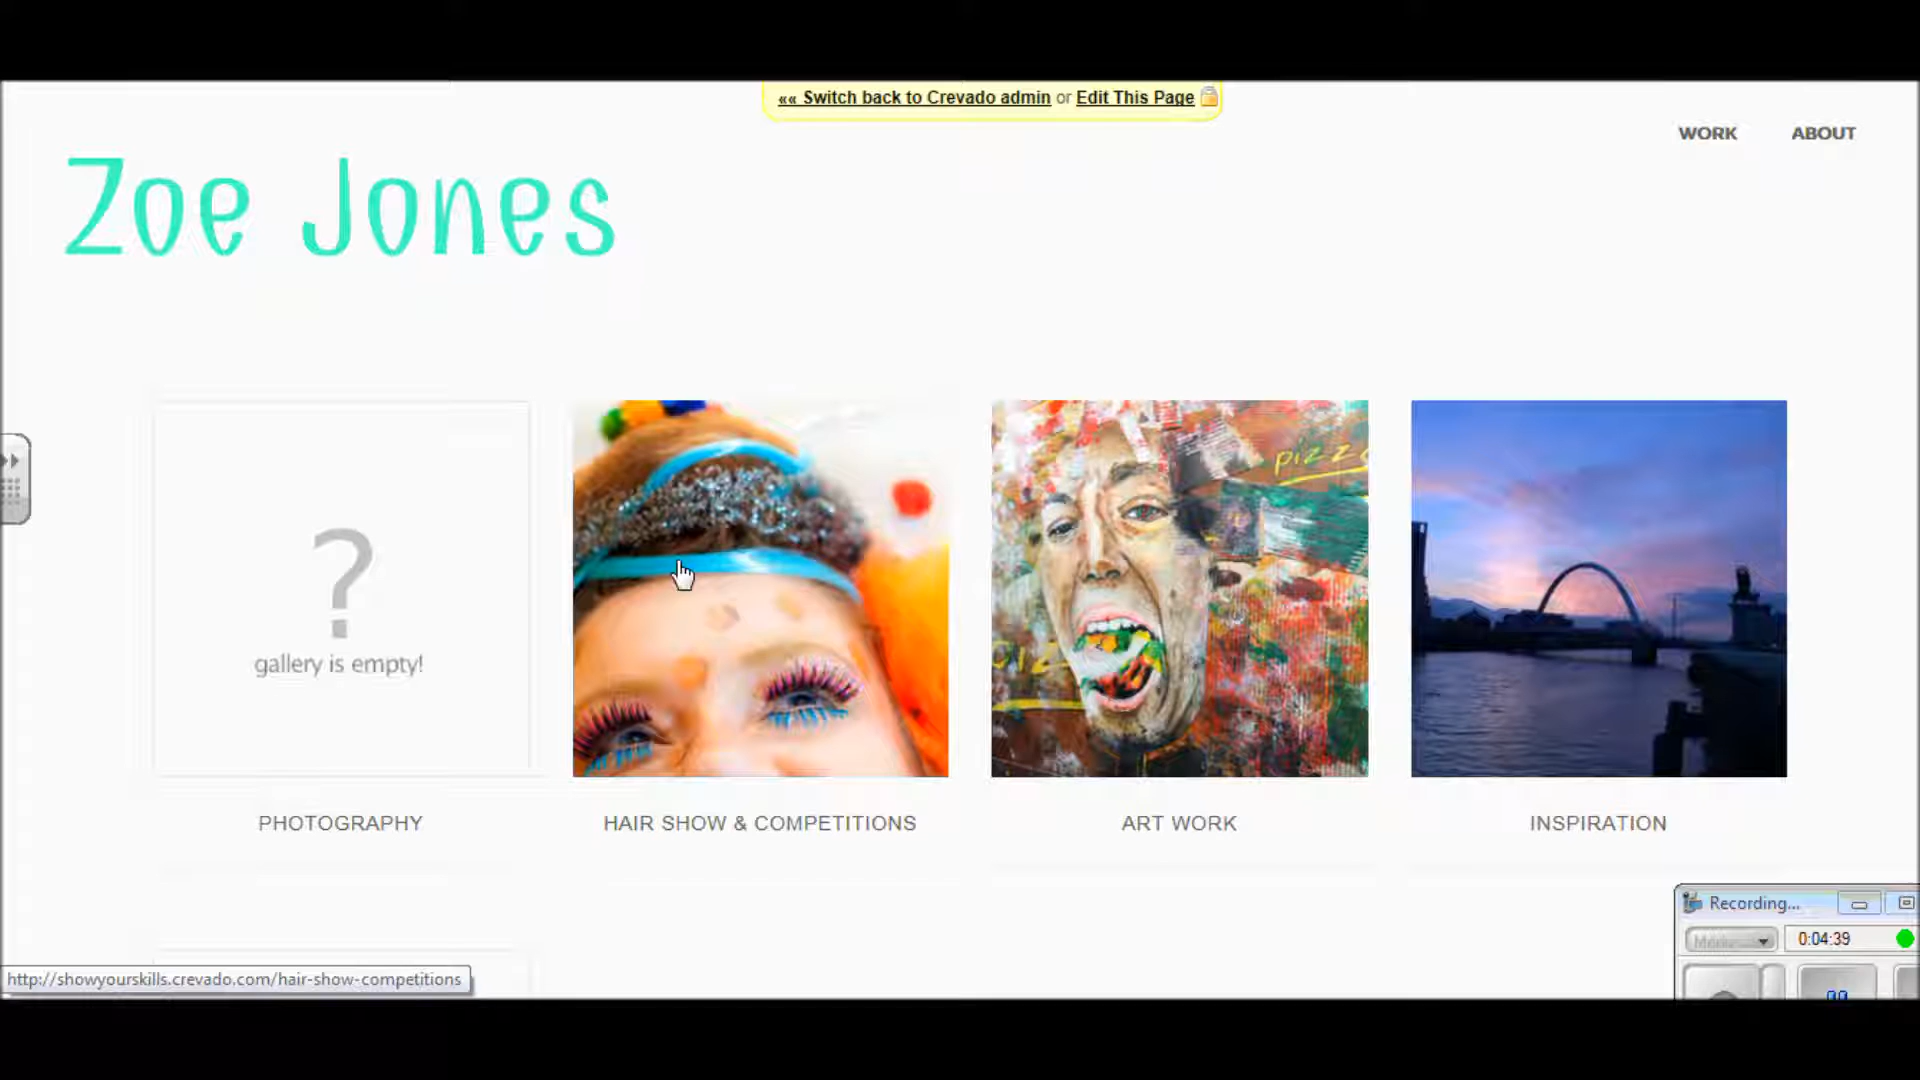 «« Switch back to Crevado admin or Edit This Page
WORK
ABOUT
Zoe Jones
?
gallery is empty!
pizz
PHOTOGRAPHY
HAIR SHOW & COMPETITIONS
ART WORK
INSPIRATION
Recording...
0:04:39
http://showyourskills.crevado.com/hair-show-competitions